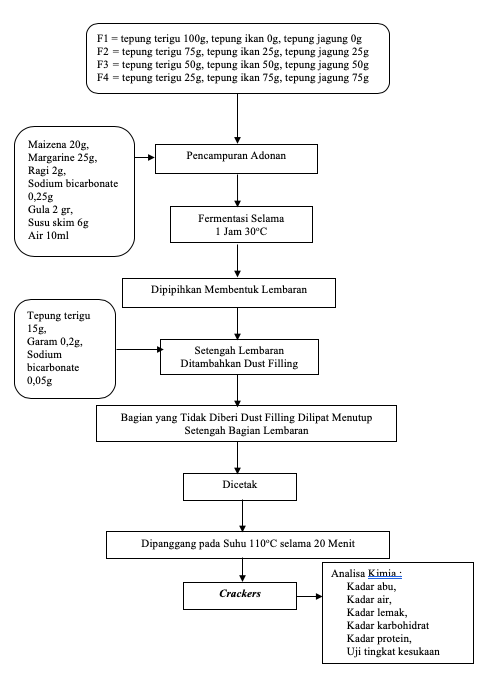 F1 = tepung terigu 100g, tepung ikan 0g, tepung jagung 0g
F2 = tepung terigu 75g, tepung ikan 25g, tepung jagung 25g
F3 = tepung terigu 50g, tepung ikan 50g, tepung jagung 50g
F4 = tepung terigu 25g, tepung ikan 75g, tepung jagung 75g
Maizena 20g,
Margarine 25g,
Ragi 2g,
Sodium bicarbonate
0,25g
Gula 2 gr,
Susu skim 6g
Air 10ml
Pencampuran Adonan
Fermentasi Selama
1 Jam 30°C
Dipipihkan Membentuk Lembaran
Tepung terigu
15g,
Garam 0,2g,
Sodium
bicarbonate
0,05g
Setengah Lembaran
Ditambahkan Dust Filling
Bagian yang Tidak Diberi Dust Filling Dilipat Menutup
Setengah Bagian Lembaran
Dicetak
Dipanggang pada Suhu 110°C selama 20 Menit
Crackers
Analisa Kimia :
Kadar abu,
Kadar air,
Kadar lemak,
Kadar karbohidrat
Kadar protein,
Uji tingkat kesukaan